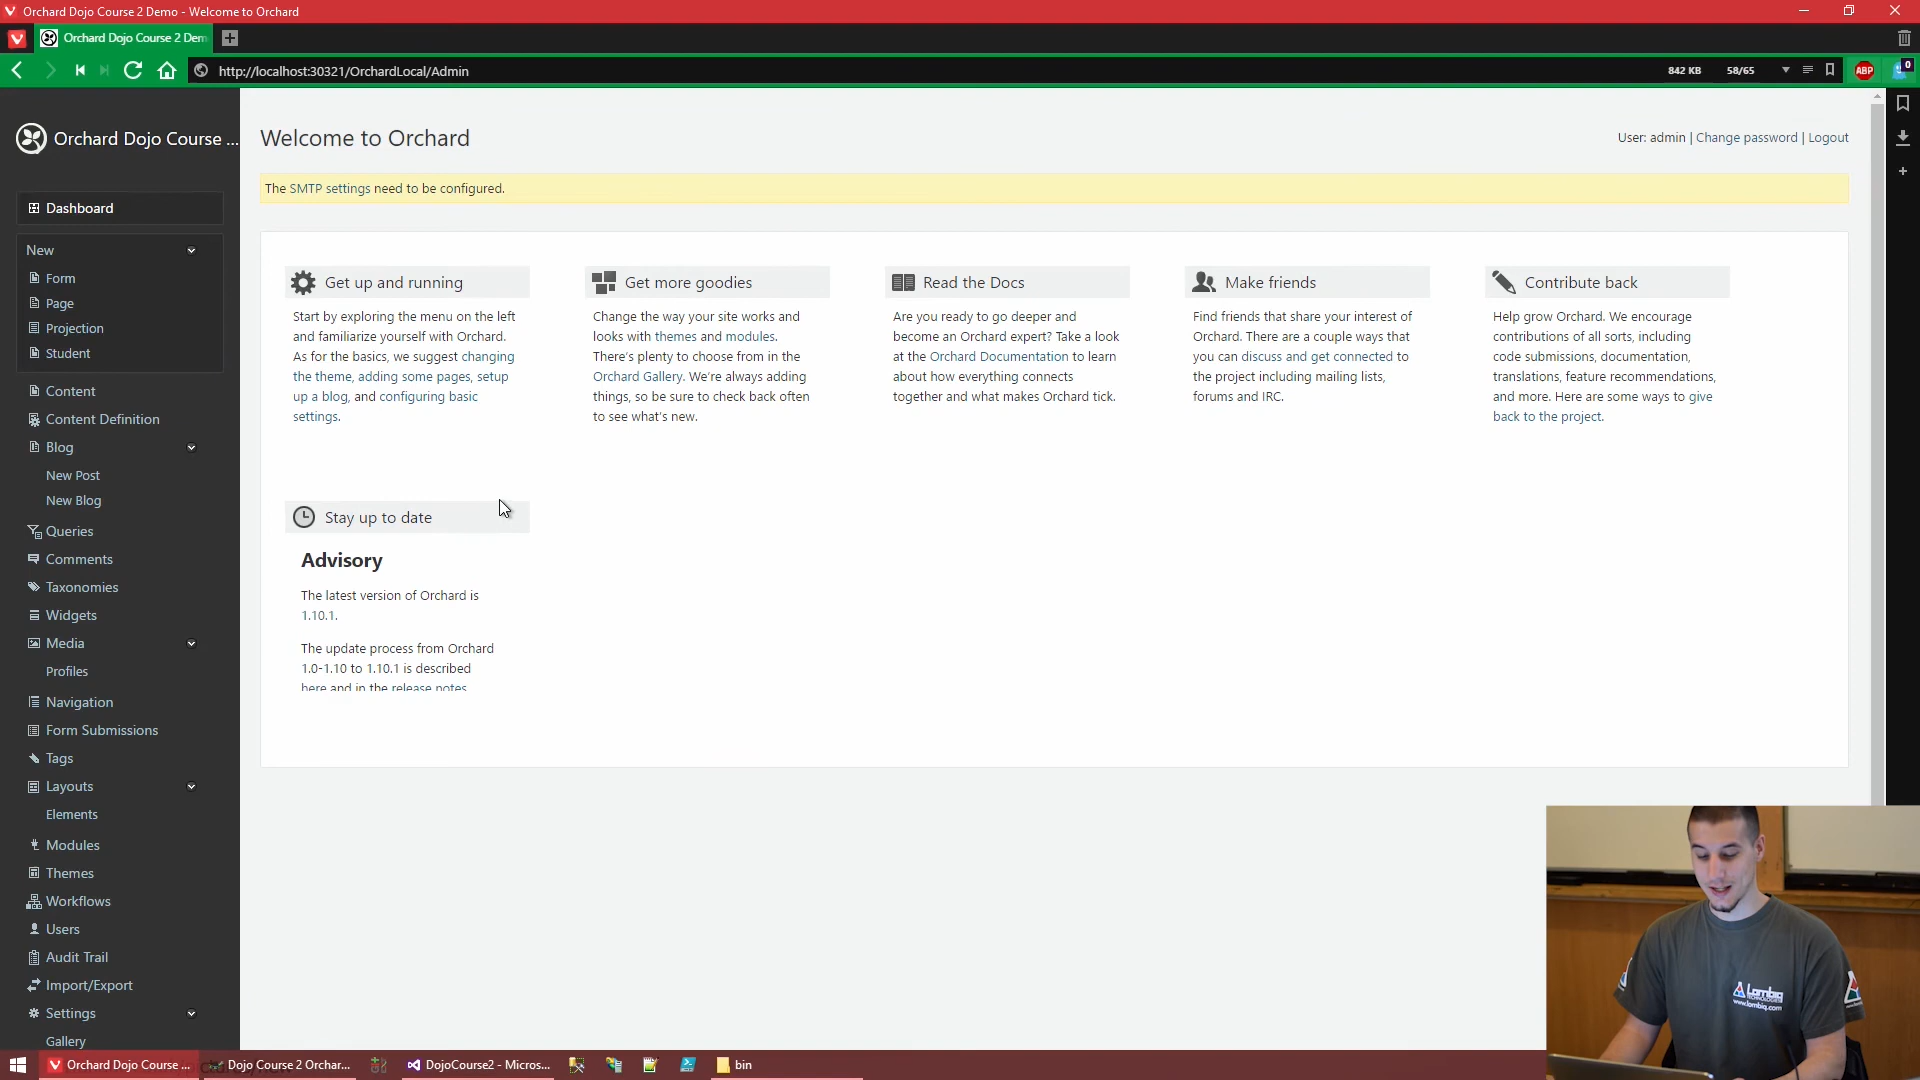 Orchard Dojo Course 2 Demo - Welcome to Orchard
Orchard Dojo Course 2 Dem
http://localhost:30321/OrchardLocal/Admin
842 KB
58/65
ABP
0
Orchard Dojo Course ...
Welcome to Orchard
User: admin | Change password | Logout
The SMTP settings need to be configured.
Dashboard
New
Form
Page
Projection
Student
Content
Content Definition
Blog
New Post
New Blog
Queries
Comments
Taxonomies
Widgets
Media
Profiles
Navigation
Form Submissions
Tags
Layouts
Elements
Modules
Themes
Workflows
Users
Audit Trail
Import/Export
Settings
Gallery
Get up and running
Start by exploring the menu on the left
and familiarize yourself with Orchard.
As for the basics, we suggest changing
the theme, adding some pages, setup
up a blog, and configuring basic
settings.
Get more goodies
Change the way your site works and
looks with themes and modules.
There's plenty to choose from in the
Orchard Gallery. We're always adding
things, so be sure to check back often
to see what's new.
Read the Docs
Are you ready to go deeper and
become an Orchard expert? Take a look
at the Orchard Documentation to learn
about how everything connects
together and what makes Orchard tick.
Make friends
Find friends that share your interest of
Orchard. There are a couple ways that
you can discuss and get connected to
the project including mailing lists,
forums and IRC.
Contribute back
Help grow Orchard. We encourage
contributions of all sorts, including
code submissions, documentation,
translations, feature recommendations,
and more. Here are some ways to give
back to the project.
Stay up to date
Advisory
The latest version of Orchard is
1.10.1.
The update process from Orchard
1.0-1.10 to 1.10.1 is described
here and in the release notes.
Lombiq
TECHNOLOGIES
www.lombiq.com
Orchard Dojo Course ...
Dojo Course 2 Orchar...
DojoCourse2 - Micros...
bin